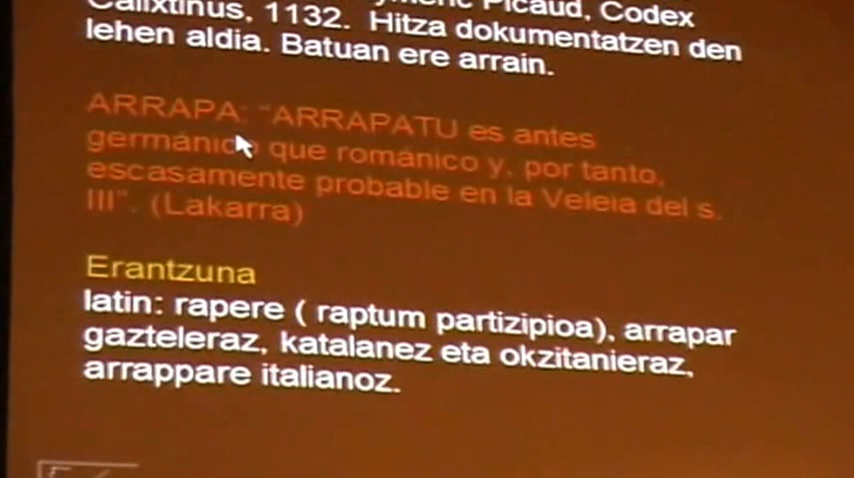 Picaud, Codex
Calixtinus, 1132. Hitza dokumentatzen den
lehen aldia. Batuan ere arrain.
ARRAPA: "ARRAPATU es antes
germánico que románico y, por tanto,
escasamente probable en la Veleia del s.
III". (Lakarra)
Erantzuna
latin: rapere ( raptum partizipioa), arrapar
gazteleraz, katalanez eta okzitanieraz,
arrappare italianoz.